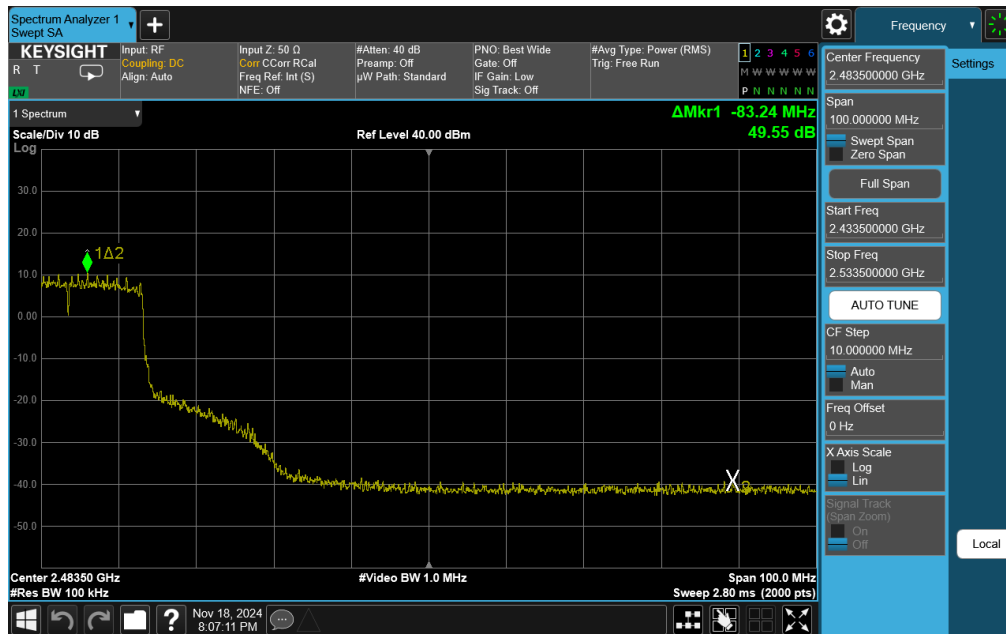 Spectrum Analyzer 1
Swept SA
Frequency
KEYSIGHT
R T
LXI
Input: RF
Coupling: DC
Align: Auto
Input Z: 50 Ω
Corr CCorr RCal
Freq Ref: Int (S)
NFE: Off
#Atten: 40 dB
Preamp: Off
µW Path: Standard
PNO: Best Wide
Gate: Off
IF Gain: Low
Sig Track: Off
#Avg Type: Power (RMS)
Trig: Free Run
1 2 3 4 5 6
M W W W W W
P N N N N N
1 Spectrum
ΔMkr1 -83.24 MHz
49.55 dB
Scale/Div 10 dB
Ref Level 40.00 dBm
Log
30.0
20.0
1Δ2
10.0
0.00
-10.0
-20.0
-30.0
-40.0
X
-50.0
Center 2.48350 GHz
#Video BW 1.0 MHz
Span 100.0 MHz
#Res BW 100 kHz
Sweep 2.80 ms (2000 pts)
Center Frequency
2.483500000 GHz
Settings
Span
100.000000 MHz
Swept Span
Zero Span
Full Span
Start Freq
2.433500000 GHz
Stop Freq
2.533500000 GHz
AUTO TUNE
CF Step
10.000000 MHz
Auto
Man
Freq Offset
0 Hz
X Axis Scale
Log
Lin
Signal Track
(Span Zoom)
On
Off
Local
?
Nov 18, 2024
8:07:11 PM